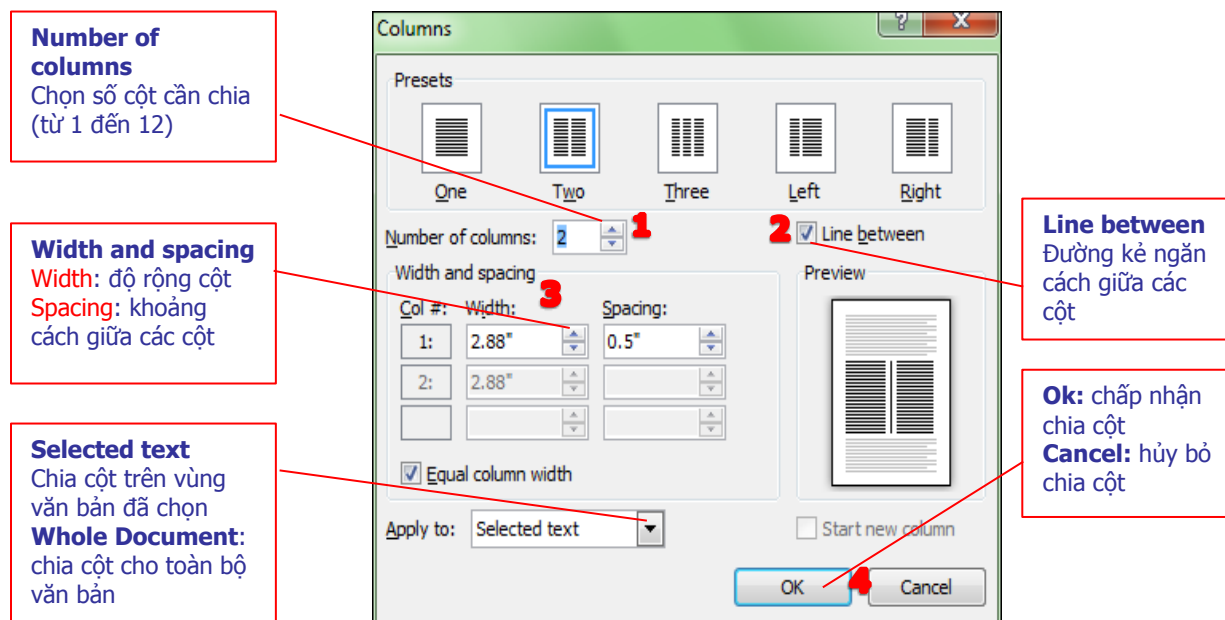 Number of
columns
Chọn số cột cần chia
(từ 1 đến 12)
Width and spacing
Width: độ rộng cột
Spacing: khoảng
cách giữa các cột
Selected text
Chia cột trên vùng
văn bản đã chọn
Whole Document:
chia cột cho toàn bộ
văn bản
Columns
?
X
Presets
One Two Three Left Right
Number of columns: 2 1 2 Line between
Width and spacing 3 Preview
Col #: Width: Spacing:
1: 2.88" 0.5"
2: 2.88"
Equal column width
Apply to: Selected text Start new column
OK 4 Cancel
Line between
Đường kẻ ngăn
cách giữa các
cột
Ok: chấp nhận
chia cột
Cancel: hủy bỏ
chia cột